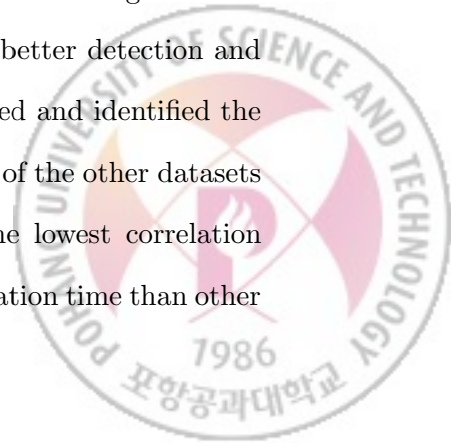 better detection and
ed and identified the
of the other datasets
ne lowest correlation
ation time than other
POHANG UNIVERSITY OF SCIENCE AND TECHNOLOGY
1986
포항공과대학교